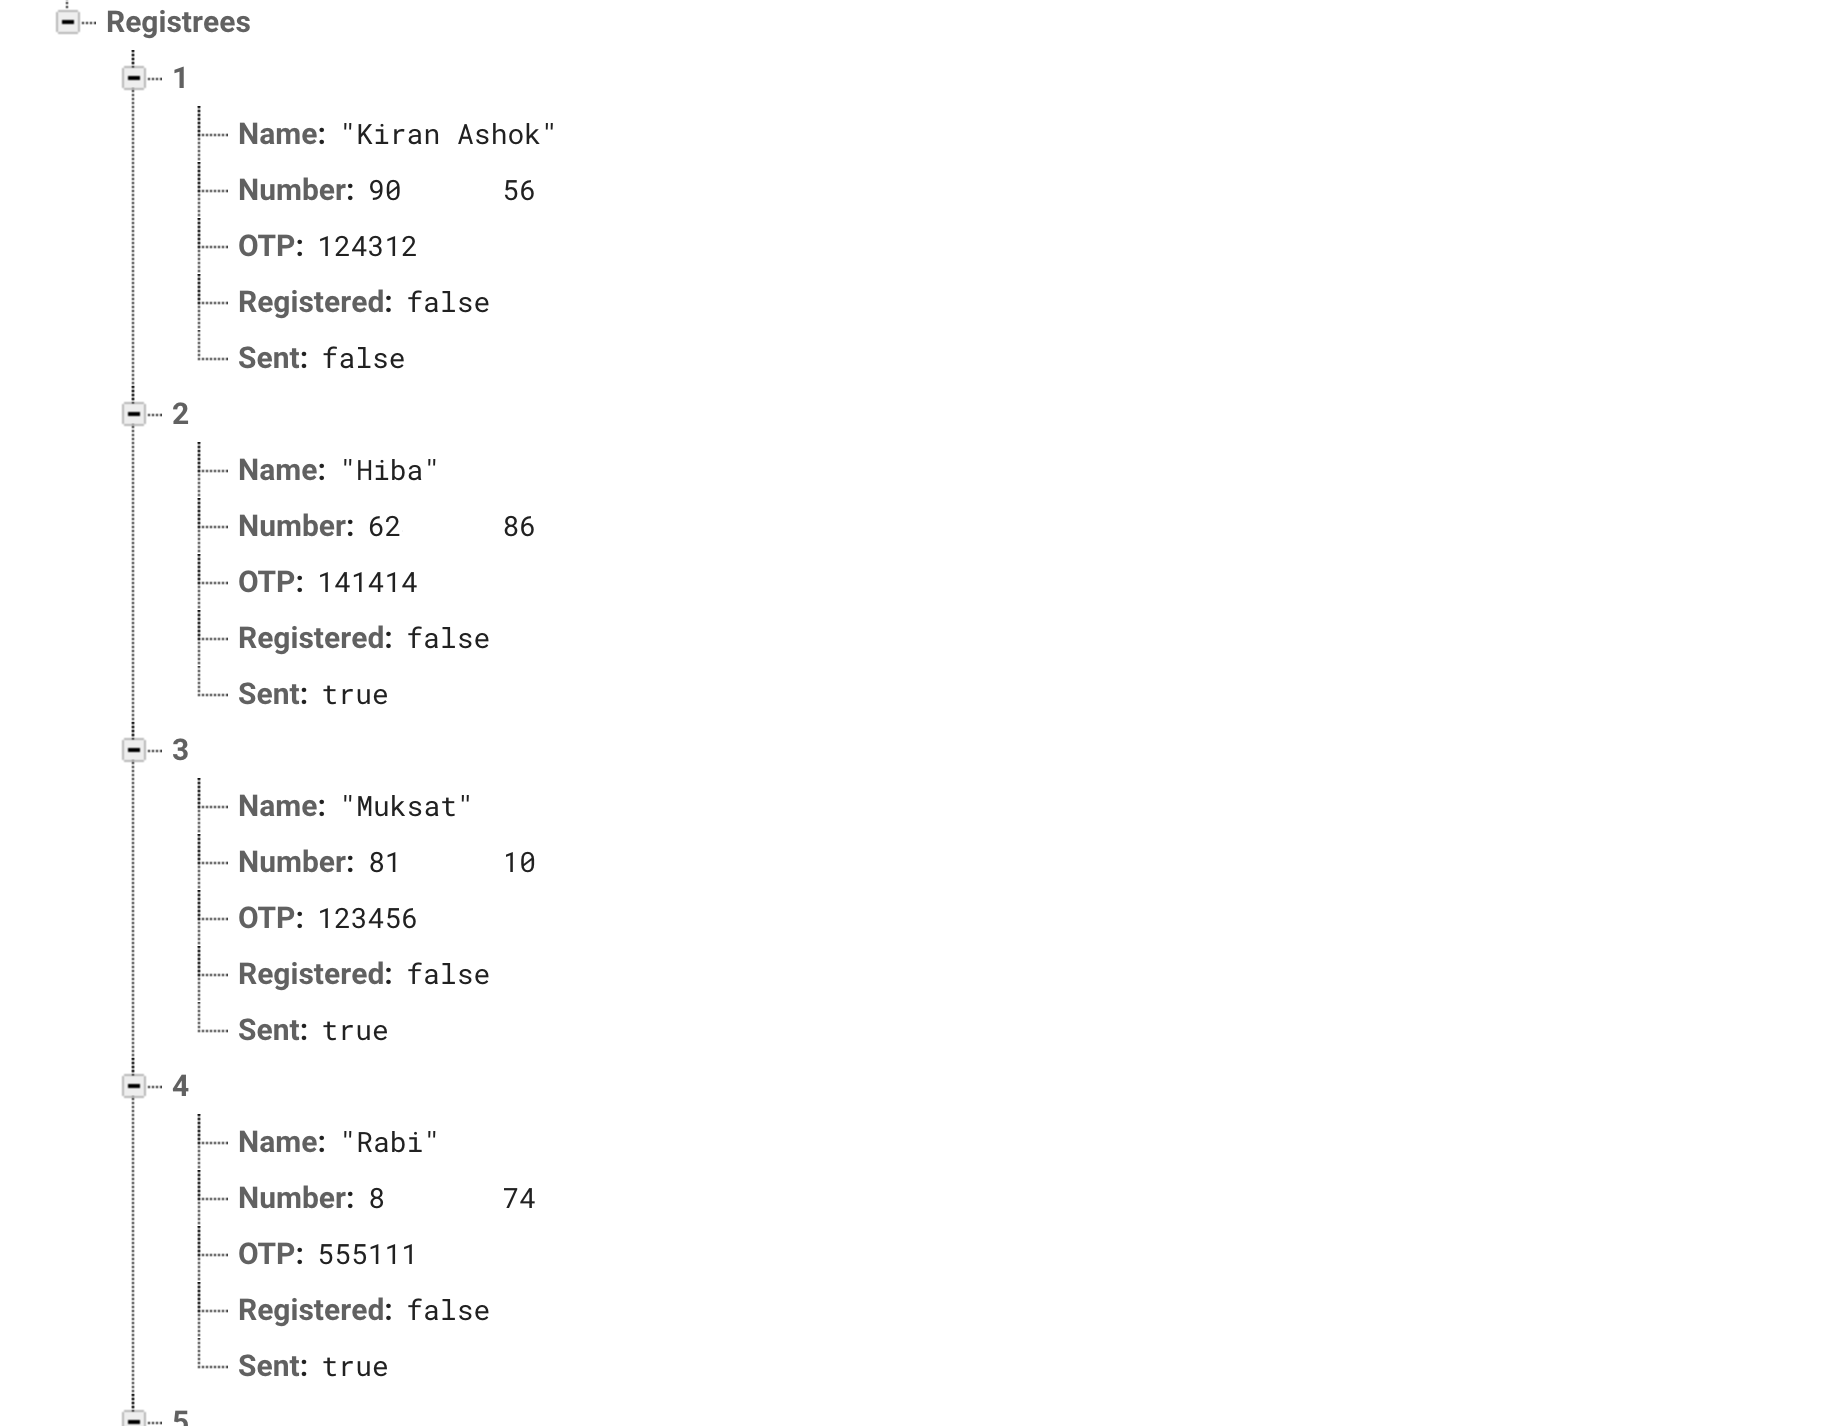 Registrees
1
Name: "Kiran Ashok"
Number: 90 56
OTP: 124312
Registered: false
Sent: false
2
Name: "Hiba"
Number: 62 86
OTP: 141414
Registered: false
Sent: true
3
Name: "Muksat"
Number: 81 10
OTP: 123456
Registered: false
Sent: true
4
Name: "Rabi"
Number: 8 74
OTP: 555111
Registered: false
Sent: true
5